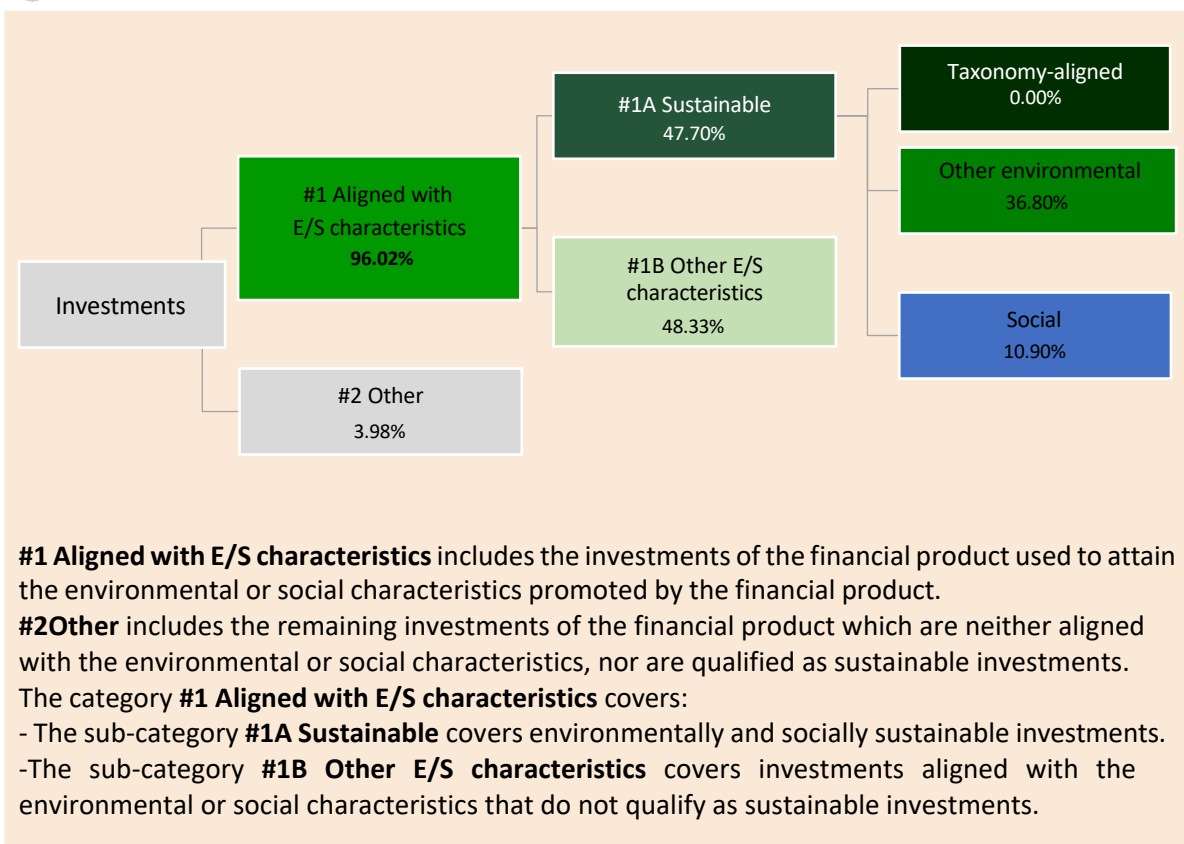 Investments
#1 Aligned with
E/S characteristics
96.02%
#2 Other
3.98%
#1A Sustainable
47.70%
#1B Other E/S
characteristics
48.33%
Taxonomy-aligned
0.00%
Other environmental
36.80%
Social
10.90%
#1 Aligned with E/S characteristics includes the investments of the financial product used to attain
the environmental or social characteristics promoted by the financial product.
#2Other includes the remaining investments of the financial product which are neither aligned
with the environmental or social characteristics, nor are qualified as sustainable investments.
The category #1 Aligned with E/S characteristics covers:
- The sub-category #1A Sustainable covers environmentally and socially sustainable investments.
-The sub-category #1B Other E/S characteristics covers investments aligned with the
environmental or social characteristics that do not qualify as sustainable investments.